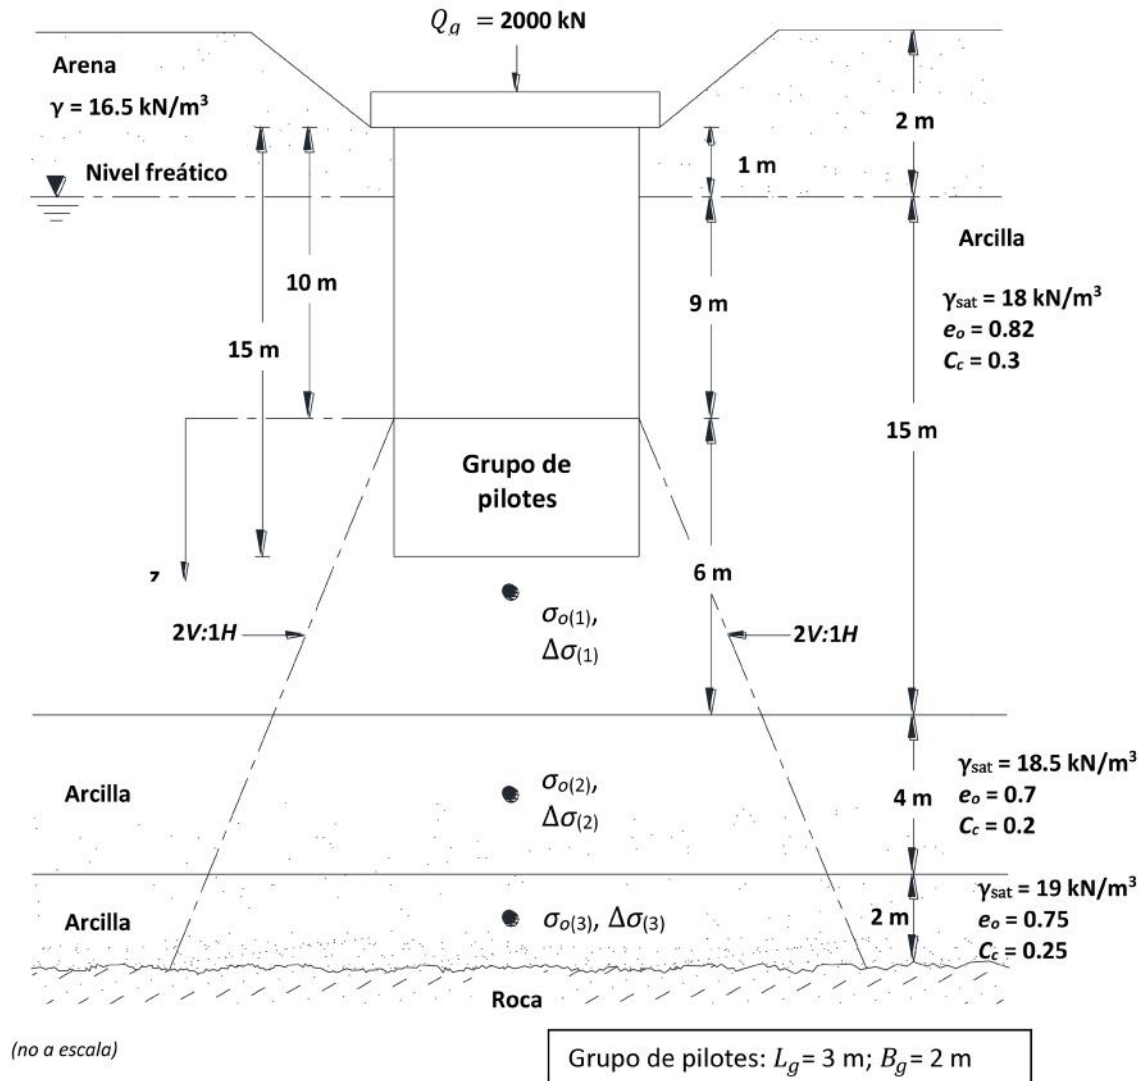 Q_g = 2000 kN
Arena
γ = 16.5 kN/m³
2 m
Nivel freático
1 m
Arcilla
10 m
9 m
γsat = 18 kN/m³
eₒ = 0.82
C_c = 0.3
15 m
15 m
Grupo de
pilotes
z
6 m
2V:1H
σₒ₍₁₎,
Δσ₍₁₎
2V:1H
Arcilla
σₒ₍₂₎,
Δσ₍₂₎
4 m
γsat = 18.5 kN/m³
eₒ = 0.7
C_c = 0.2
Arcilla
σₒ₍₃₎, Δσ₍₃₎
2 m
γsat = 19 kN/m³
eₒ = 0.75
C_c = 0.25
Roca
(no a escala)
Grupo de pilotes: L_g = 3 m; B_g = 2 m